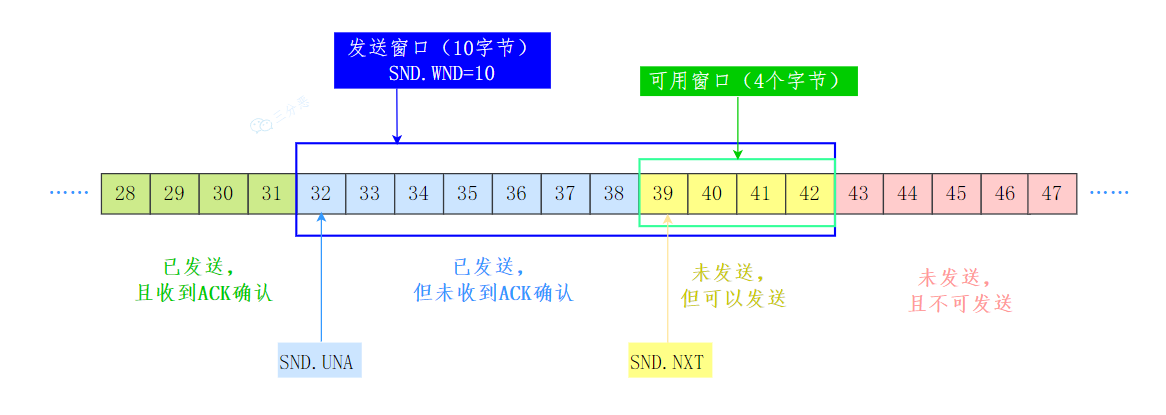 发送窗口（10字节）
SND.WND=10
可用窗口（4个字节）
三分恶
…… 28 29 30 31 32 33 34 35 36 37 38 39 40 41 42 43 44 45 46 47 ……
已发送，
且收到ACK确认
已发送，
但未收到ACK确认
未发送，
但可以发送
未发送，
且不可发送
SND.UNA
SND.NXT